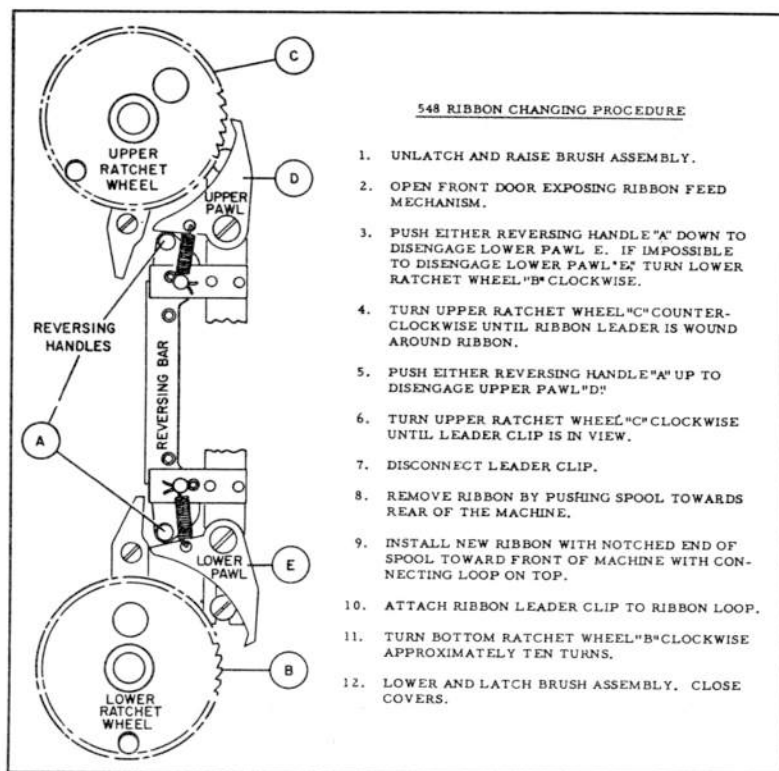 C
UPPER
RATCHET
WHEEL
D
UPPER
PAWL
REVERSING
HANDLES
REVERSING BAR
A
LOWER
PAWL
E
B
LOWER
RATCHET
WHEEL
548 RIBBON CHANGING PROCEDURE
1. UNLATCH AND RAISE BRUSH ASSEMBLY.
2. OPEN FRONT DOOR EXPOSING RIBBON FEED
MECHANISM.
3. PUSH EITHER REVERSING HANDLE "A" DOWN TO
DISENGAGE LOWER PAWL E. IF IMPOSSIBLE
TO DISENGAGE LOWER PAWL "E," TURN LOWER
RATCHET WHEEL "B" CLOCKWISE.
4. TURN UPPER RATCHET WHEEL "C" COUNTER-
CLOCKWISE UNTIL RIBBON LEADER IS WOUND
AROUND RIBBON.
5. PUSH EITHER REVERSING HANDLE "A" UP TO
DISENGAGE UPPER PAWL "D."
6. TURN UPPER RATCHET WHEEL "C" CLOCKWISE
UNTIL LEADER CLIP IS IN VIEW.
7. DISCONNECT LEADER CLIP.
8. REMOVE RIBBON BY PUSHING SPOOL TOWARDS
REAR OF THE MACHINE.
9. INSTALL NEW RIBBON WITH NOTCHED END OF
SPOOL TOWARD FRONT OF MACHINE WITH CON-
NECTING LOOP ON TOP.
10. ATTACH RIBBON LEADER CLIP TO RIBBON LOOP.
11. TURN BOTTOM RATCHET WHEEL "B" CLOCKWISE
APPROXIMATELY TEN TURNS.
12. LOWER AND LATCH BRUSH ASSEMBLY. CLOSE
COVERS.